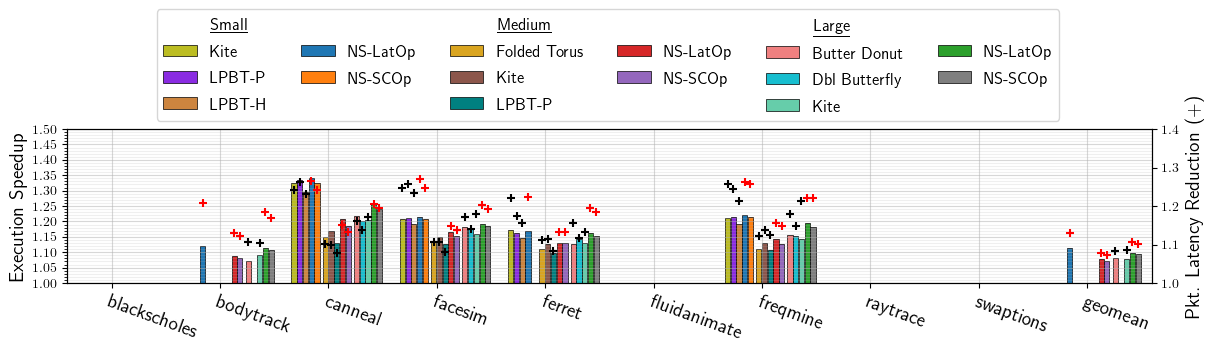 Small Medium Large
Kite NS-LatOp Folded Torus NS-LatOp Butter Donut NS-LatOp
LPBT-P NS-SCOp Kite NS-SCOp Dbl Butterfly NS-SCOp
LPBT-H LPBT-P Kite
Execution Speedup
1.50
1.45
1.40
1.35
1.30
1.25
1.20
1.15
1.10
1.05
1.00
1.4
1.3
1.2
1.1
1.0
Pkt. Latency Reduction (+)
blackscholes bodytrack canneal facesim ferret fluidanimate freqmine raytrace swaptions geomean